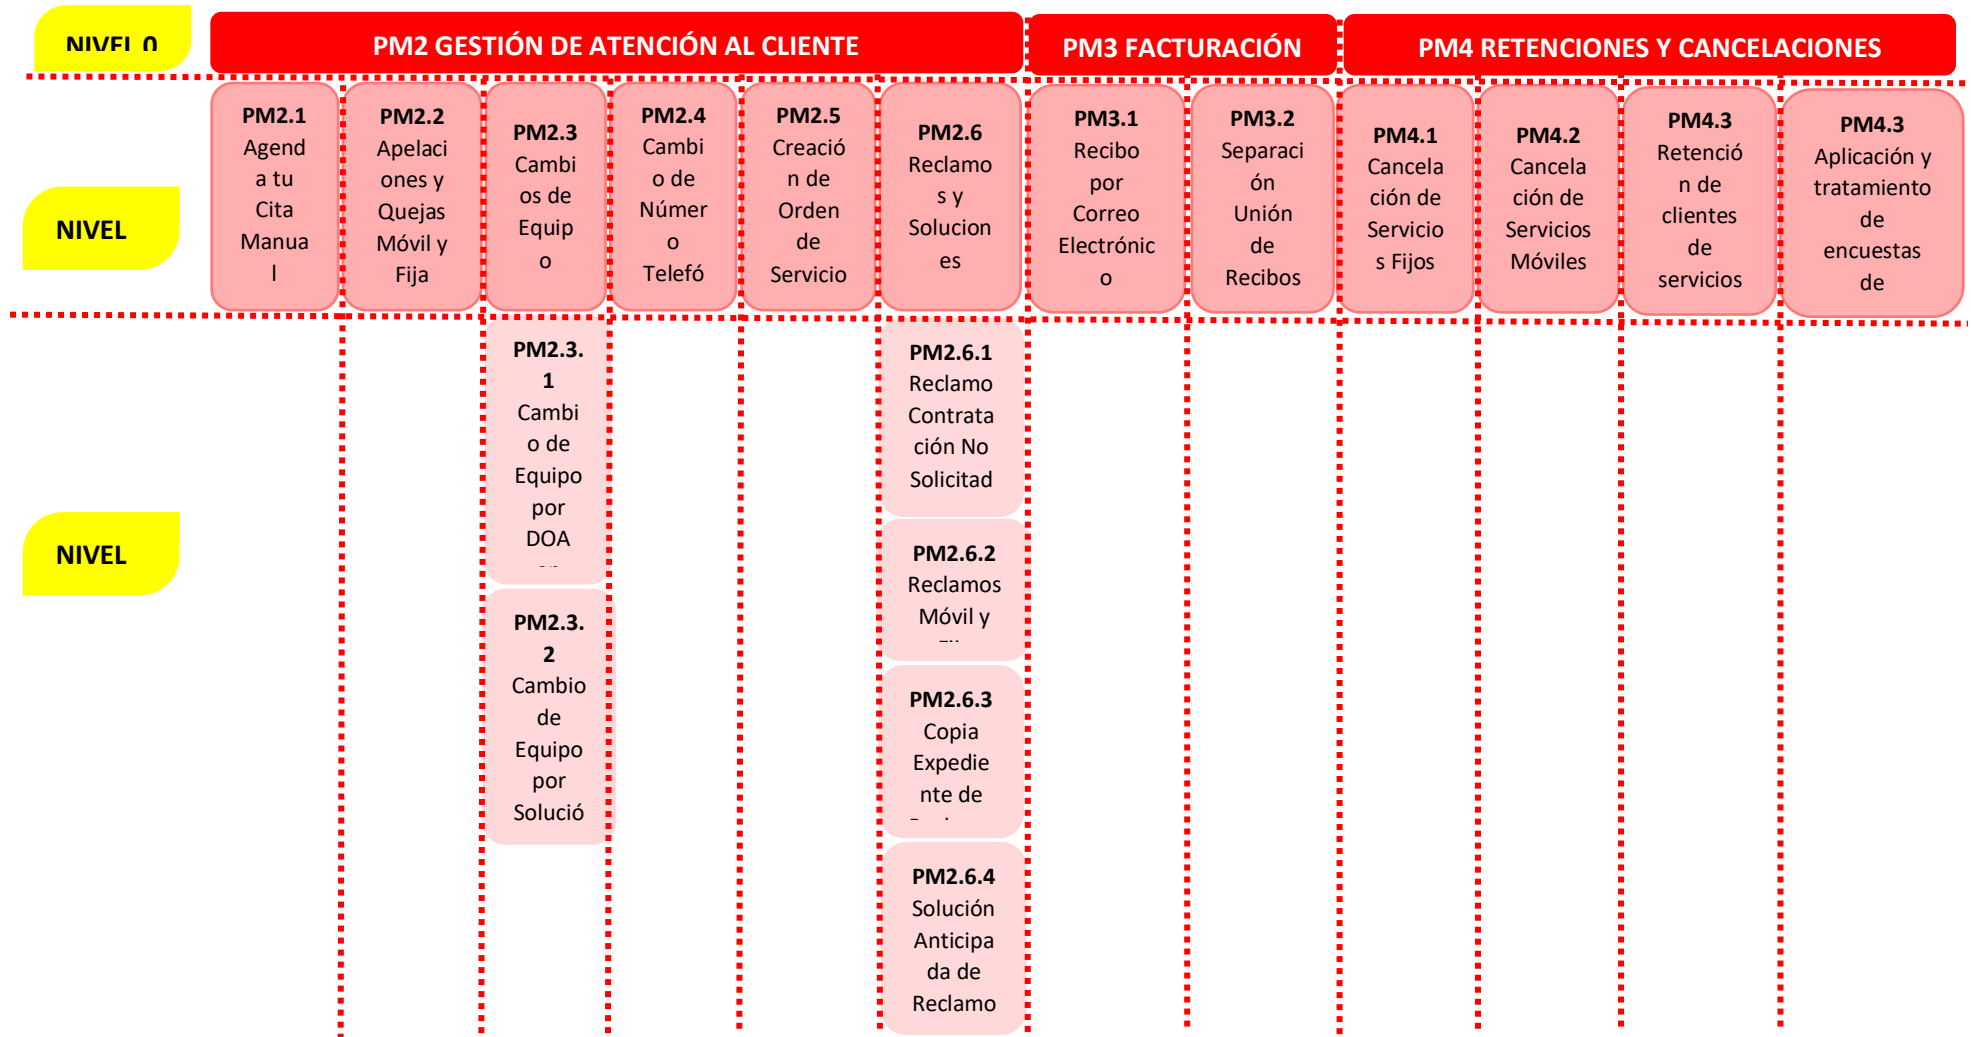 NIVEL 0
PM2 GESTIÓN DE ATENCIÓN AL CLIENTE
PM3 FACTURACIÓN
PM4 RETENCIONES Y CANCELACIONES
NIVEL
PM2.1
Agend
a tu
Cita
Manua
l
PM2.2
Apelaci
ones y
Quejas
Móvil y
Fija
PM2.3
Cambi
os de
Equip
o
PM2.4
Cambi
o de
Númer
o
Telefó
PM2.5
Creació
n de
Orden
de
Servicio
PM2.6
Reclamo
s y
Solucion
es
PM3.1
Recibo
por
Correo
Electrónic
o
PM3.2
Separaci
ón
Unión
de
Recibos
PM4.1
Cancela
ción de
Servicio
s Fijos
PM4.2
Cancela
ción de
Servicios
Móviles
PM4.3
Retenció
n de
clientes
de
servicios
PM4.3
Aplicación y
tratamiento
de
encuestas
de
NIVEL
PM2.3.
1
Cambi
o de
Equipo
por
DOA
PM2.3.
2
Cambio
de
Equipo
por
Solució
PM2.6.1
Reclamo
Contrata
ción No
Solicitad
PM2.6.2
Reclamos
Móvil y
PM2.6.3
Copia
Expedie
nte de
PM2.6.4
Solución
Anticipa
da de
Reclamo